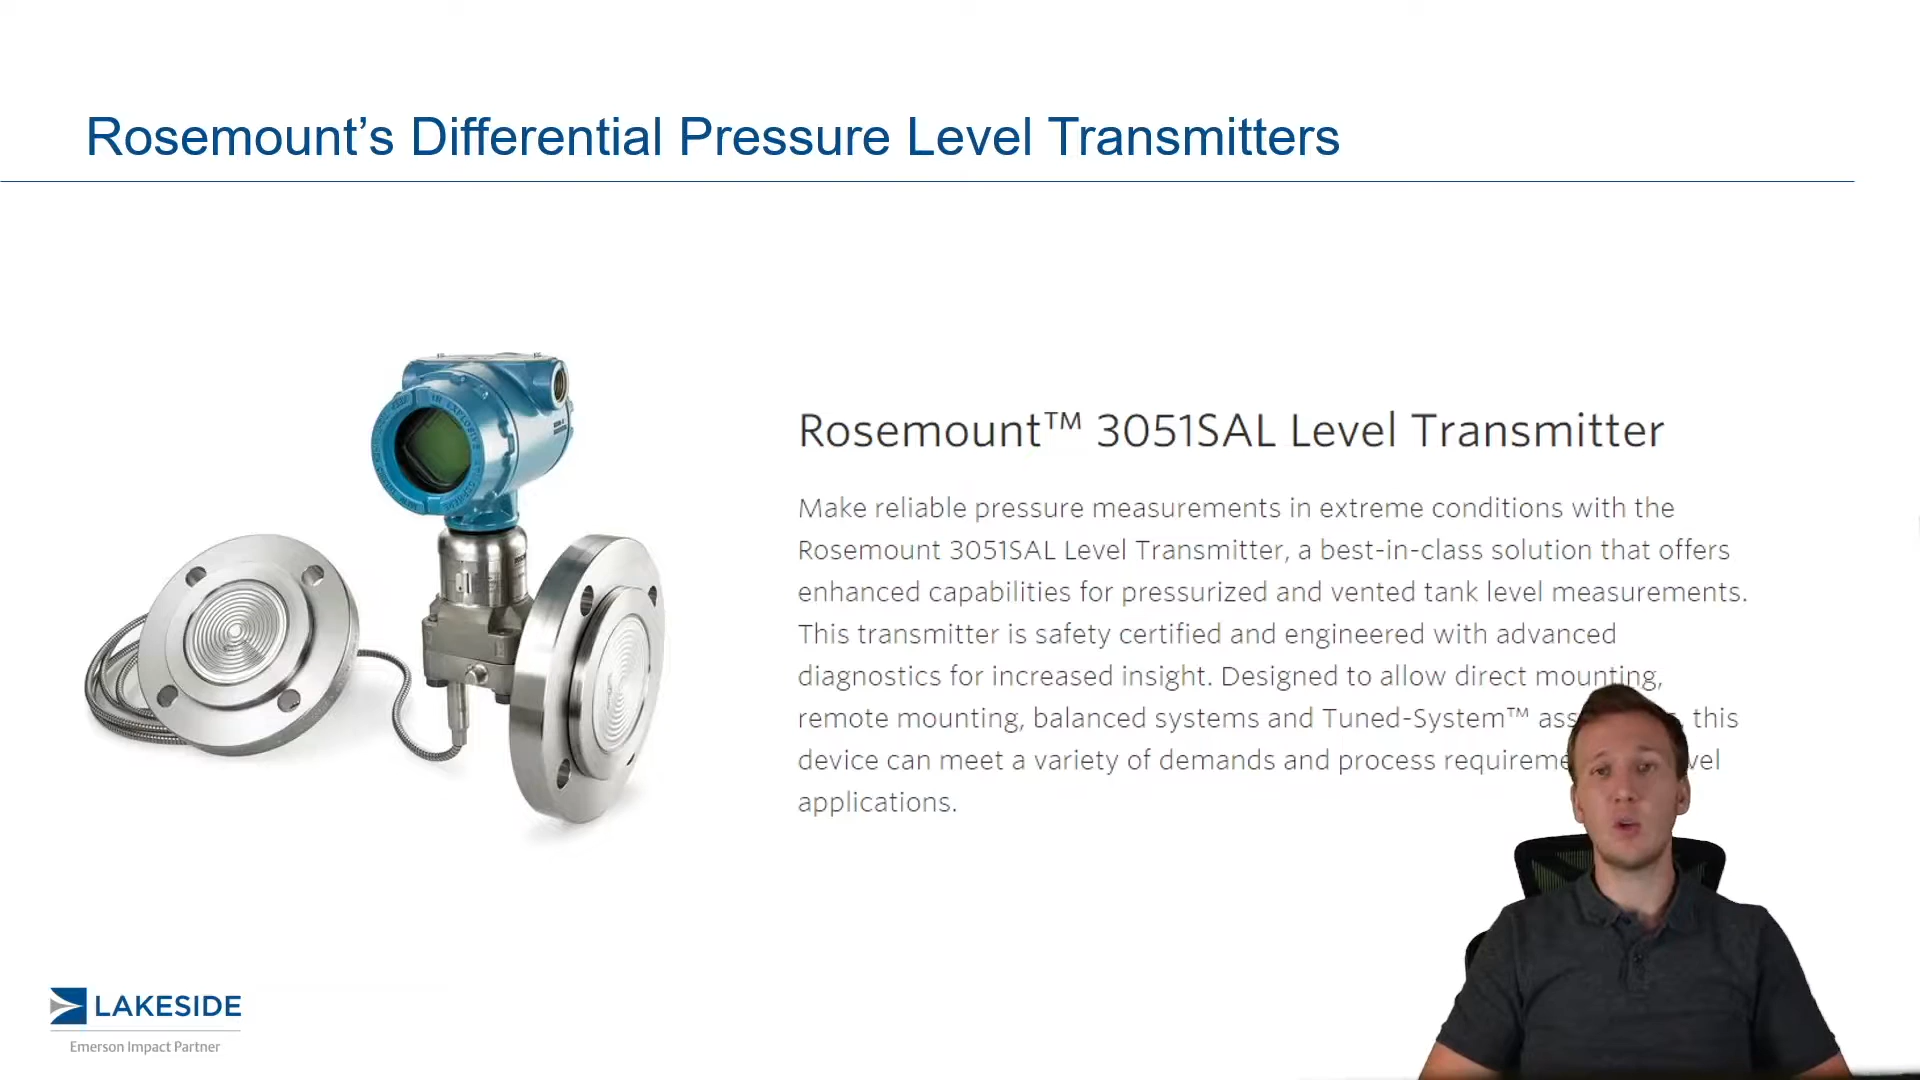 Rosemount’s Differential Pressure Level Transmitters
Rosemount™ 3051SAL Level Transmitter
Make reliable pressure measurements in extreme conditions with the
Rosemount 3051SAL Level Transmitter, a best-in-class solution that offers
enhanced capabilities for pressurized and vented tank level measurements.
This transmitter is safety certified and engineered with advanced
diagnostics for increased insight. Designed to allow direct mounting,
remote mounting, balanced systems and Tuned-System™ , this
device can meet a variety of demands and process
applications.
LAKESIDE
Emerson Impact Partner